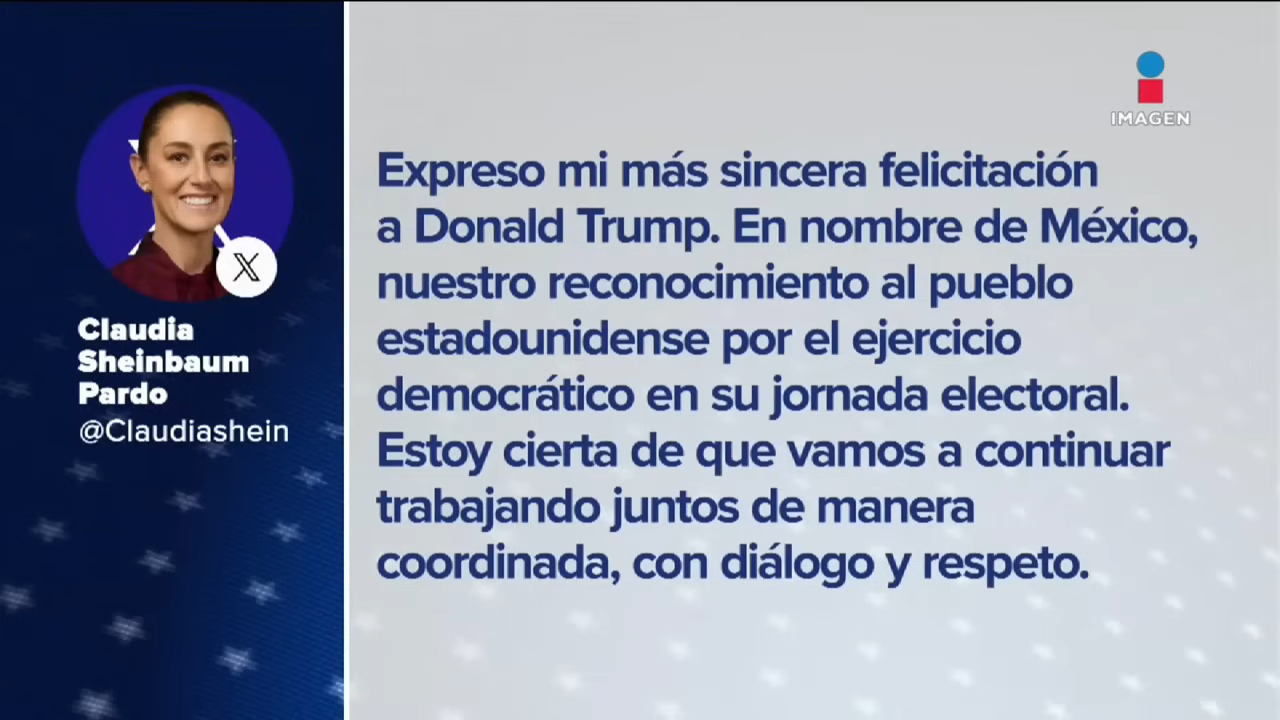 Claudia
Sheinbaum
Pardo
@Claudiashein
IMAGEN
Expreso mi más sincera felicitación
a Donald Trump. En nombre de México,
nuestro reconocimiento al pueblo
estadounidense por el ejercicio
democrático en su jornada electoral.
Estoy cierta de que vamos a continuar
trabajando juntos de manera
coordinada, con diálogo y respeto.